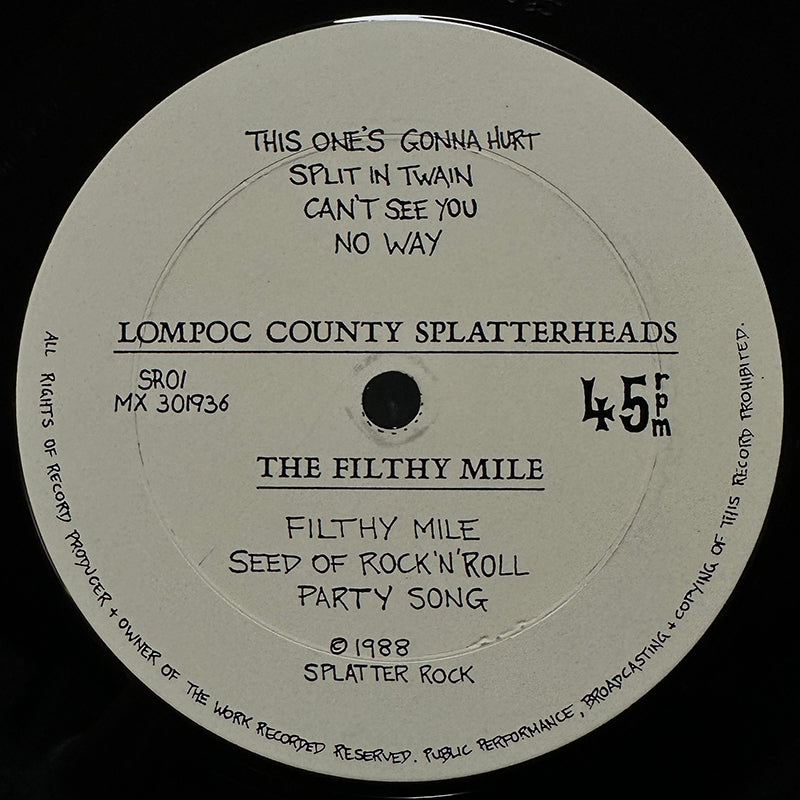 THIS ONE'S GONNA HURT
SPLIT IN TWAIN
CAN'T SEE YOU
NO WAY
LOMPOC COUNTY SPLATTERHEADS
SR01
MX 301936
45 rpm
THE FILTHY MILE
FILTHY MILE
SEED OF ROCK'N'ROLL
PARTY SONG
© 1988
SPLATTER ROCK
ALL RIGHTS OF RECORD PRODUCER + OWNER OF THE WORK RECORDED RESERVED. PUBLIC PERFORMANCE, BROADCASTING + COPYING OF THIS RECORD PROHIBITED.